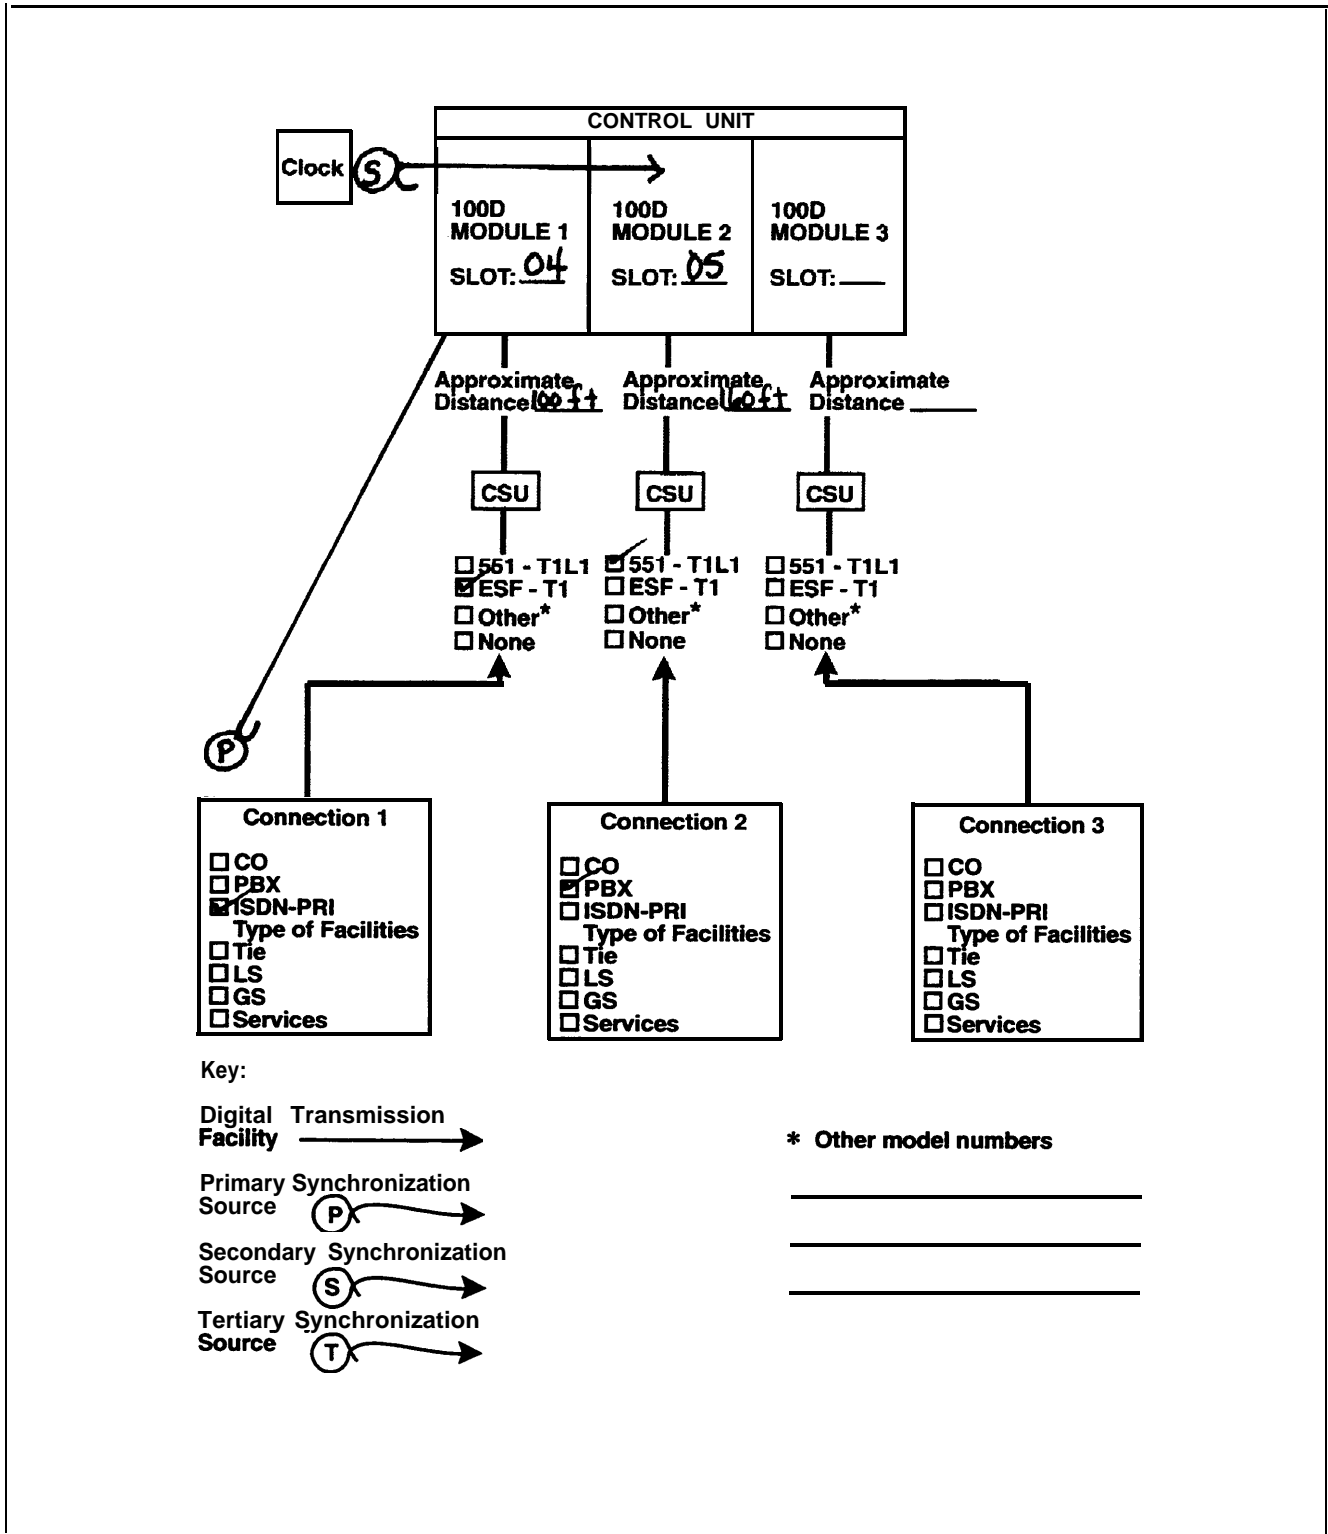 CONTROL UNIT
Clock
S
100D
MODULE 1
SLOT: 04
100D
MODULE 2
SLOT: 05
100D
MODULE 3
SLOT:
Approximate
Distance 100 ft
Approximate
Distance 160 ft
Approximate
Distance
CSU
CSU
CSU
551 - T1L1
ESF - T1
Other*
None
551 - T1L1
ESF - T1
Other*
None
551 - T1L1
ESF - T1
Other*
None
P
Connection 1
CO
PBX
ISDN-PRI
Type of Facilities
Tie
LS
GS
Services
Connection 2
CO
PBX
ISDN-PRI
Type of Facilities
Tie
LS
GS
Services
Connection 3
CO
PBX
ISDN-PRI
Type of Facilities
Tie
LS
GS
Services
Key:
Digital Transmission
Facility
Primary Synchronization
Source P
Secondary Synchronization
Source S
Tertiary Synchronization
Source T
* Other model numbers